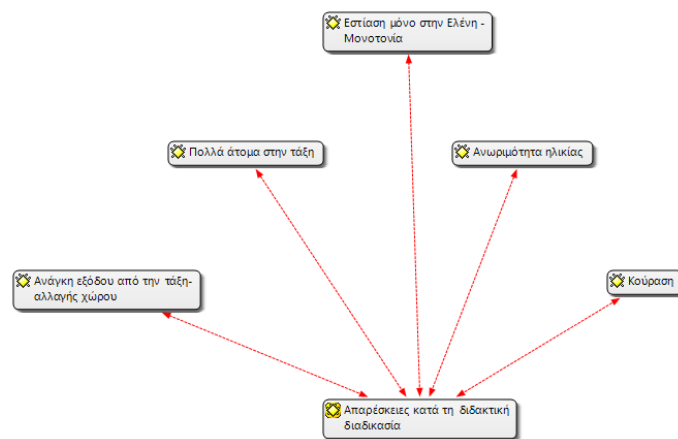 Εστίαση μόνο στην Ελένη -
Μονοτονία
Πολλά άτομα στην τάξη
Ανωριμότητα ηλικίας
Ανάγκη εξόδου από την τάξη-
αλλαγής χώρου
Κούραση
Απαρέσκειες κατά τη διδακτική
διαδικασία